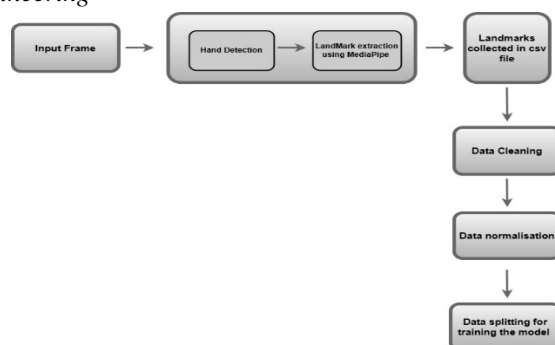 Input Frame
Hand Detection
LandMark extraction
using MediaPipe
Landmarks
collected in csv
file
Data Cleaning
Data normalisation
Data splitting for
training the model